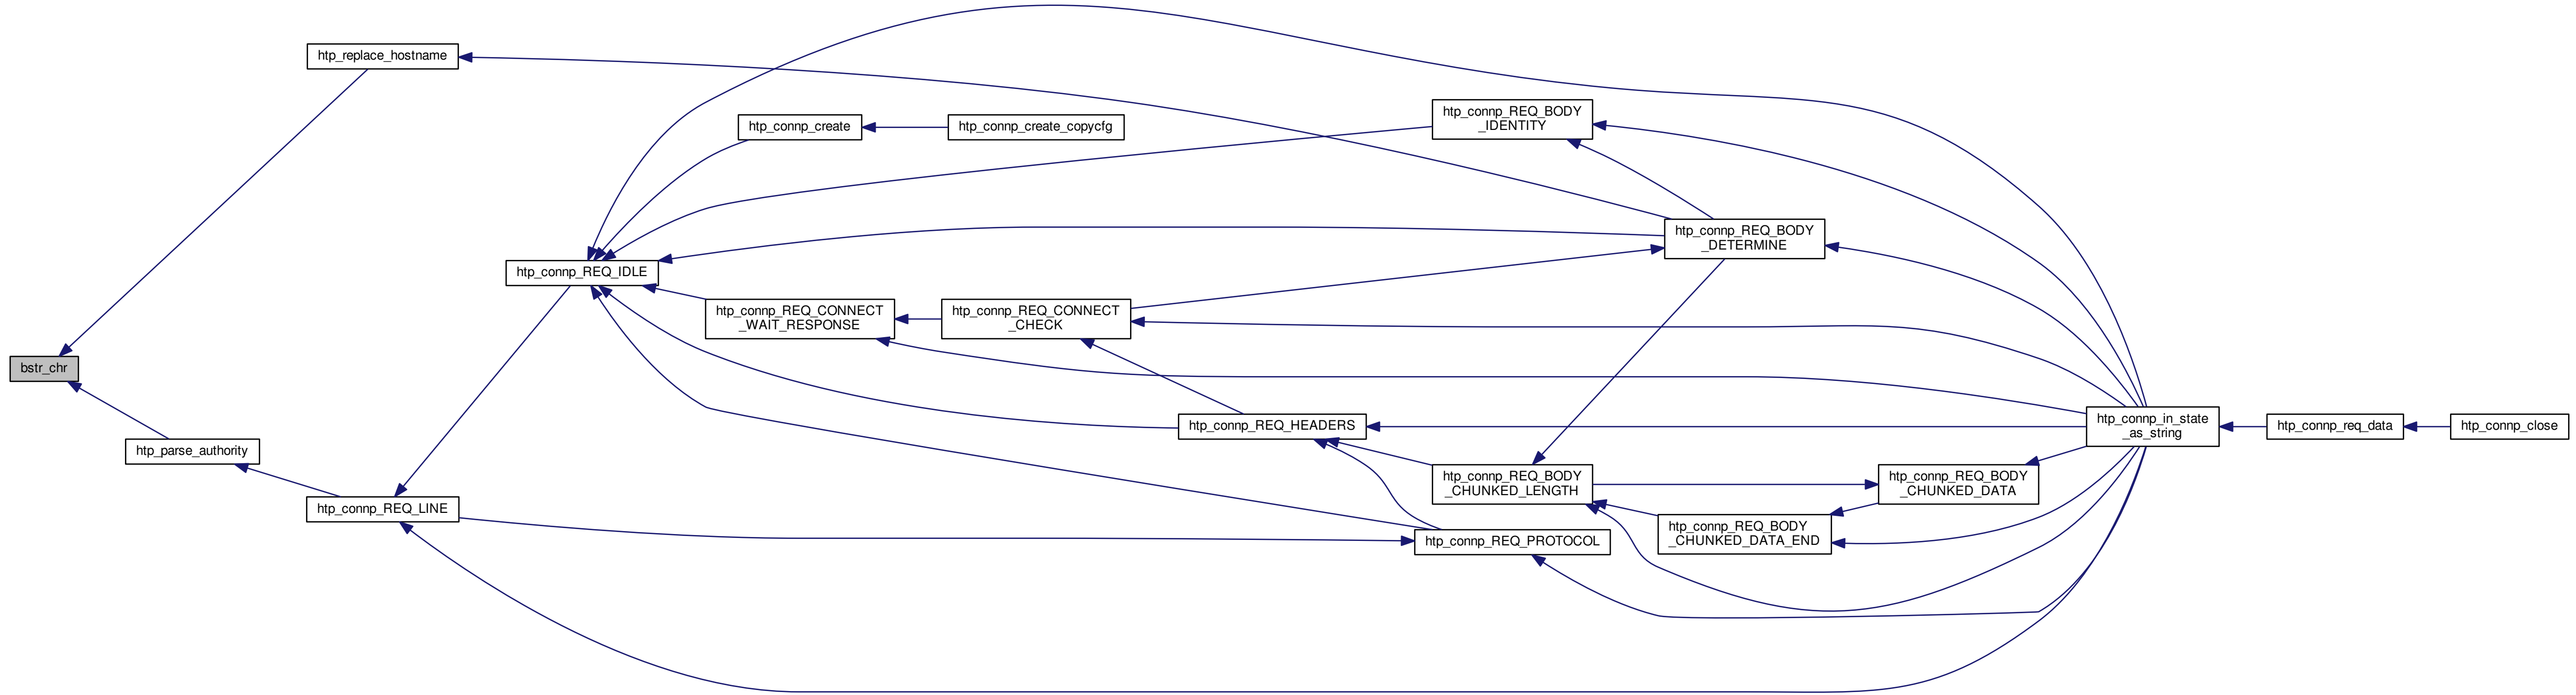 htp_replace_hostname
htp_connp_REQ_BODY
_IDENTITY
htp_connp_create
htp_connp_create_copycfg
htp_connp_REQ_BODY
_DETERMINE
htp_connp_REQ_IDLE
htp_connp_REQ_CONNECT
_WAIT_RESPONSE
htp_connp_REQ_CONNECT
_CHECK
bstr_chr
htp_connp_REQ_HEADERS
htp_connp_in_state
_as_string
htp_connp_req_data
htp_connp_close
htp_parse_authority
htp_connp_REQ_BODY
_CHUNKED_LENGTH
htp_connp_REQ_BODY
_CHUNKED_DATA
htp_connp_REQ_LINE
htp_connp_REQ_BODY
_CHUNKED_DATA_END
htp_connp_REQ_PROTOCOL